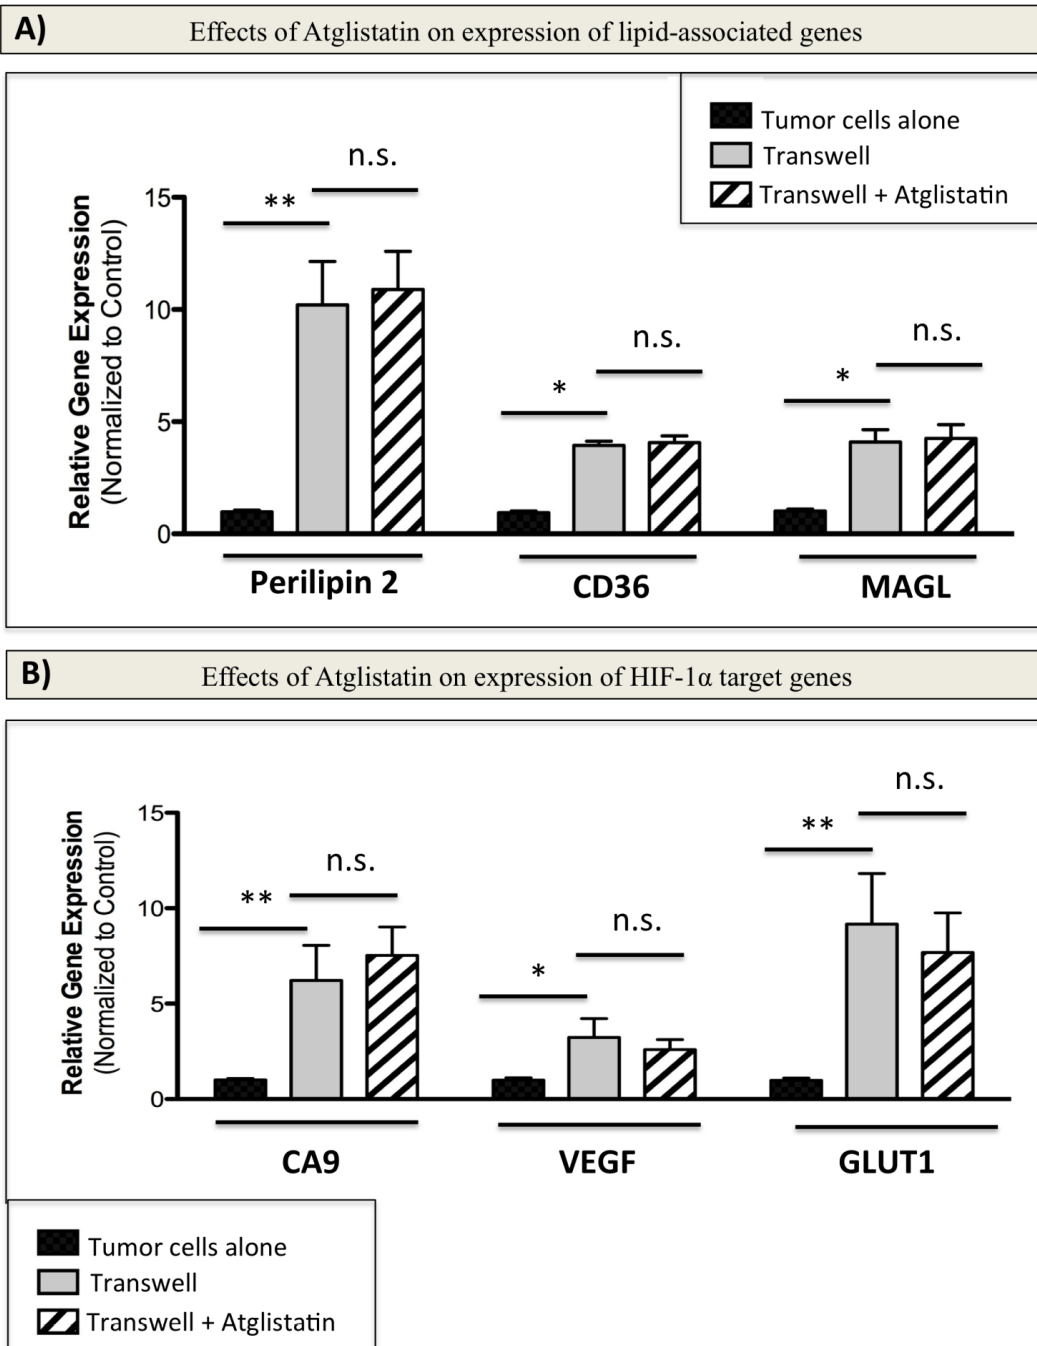 A)
Effects of Atglistatin on expression of lipid-associated genes
Tumor cells alone
Transwell
Transwell + Atglistatin
Relative Gene Expression
(Normalized to Control)
15
10
5
0
**
n.s.
*
n.s.
*
n.s.
Perilipin 2
CD36
MAGL
B)
Effects of Atglistatin on expression of HIF-1α target genes
Relative Gene Expression
(Normalized to Control)
15
10
5
0
**
n.s.
*
n.s.
**
n.s.
CA9
VEGF
GLUT1
Tumor cells alone
Transwell
Transwell + Atglistatin